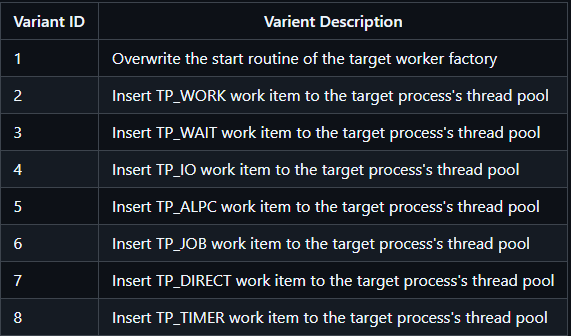 Variant ID Varient Description
1 Overwrite the start routine of the target worker factory
2 Insert TP_WORK work item to the target process's thread pool
3 Insert TP_WAIT work item to the target process's thread pool
4 Insert TP_IO work item to the target process's thread pool
5 Insert TP_ALPC work item to the target process's thread pool
6 Insert TP_JOB work item to the target process's thread pool
7 Insert TP_DIRECT work item to the target process's thread pool
8 Insert TP_TIMER work item to the target process's thread pool